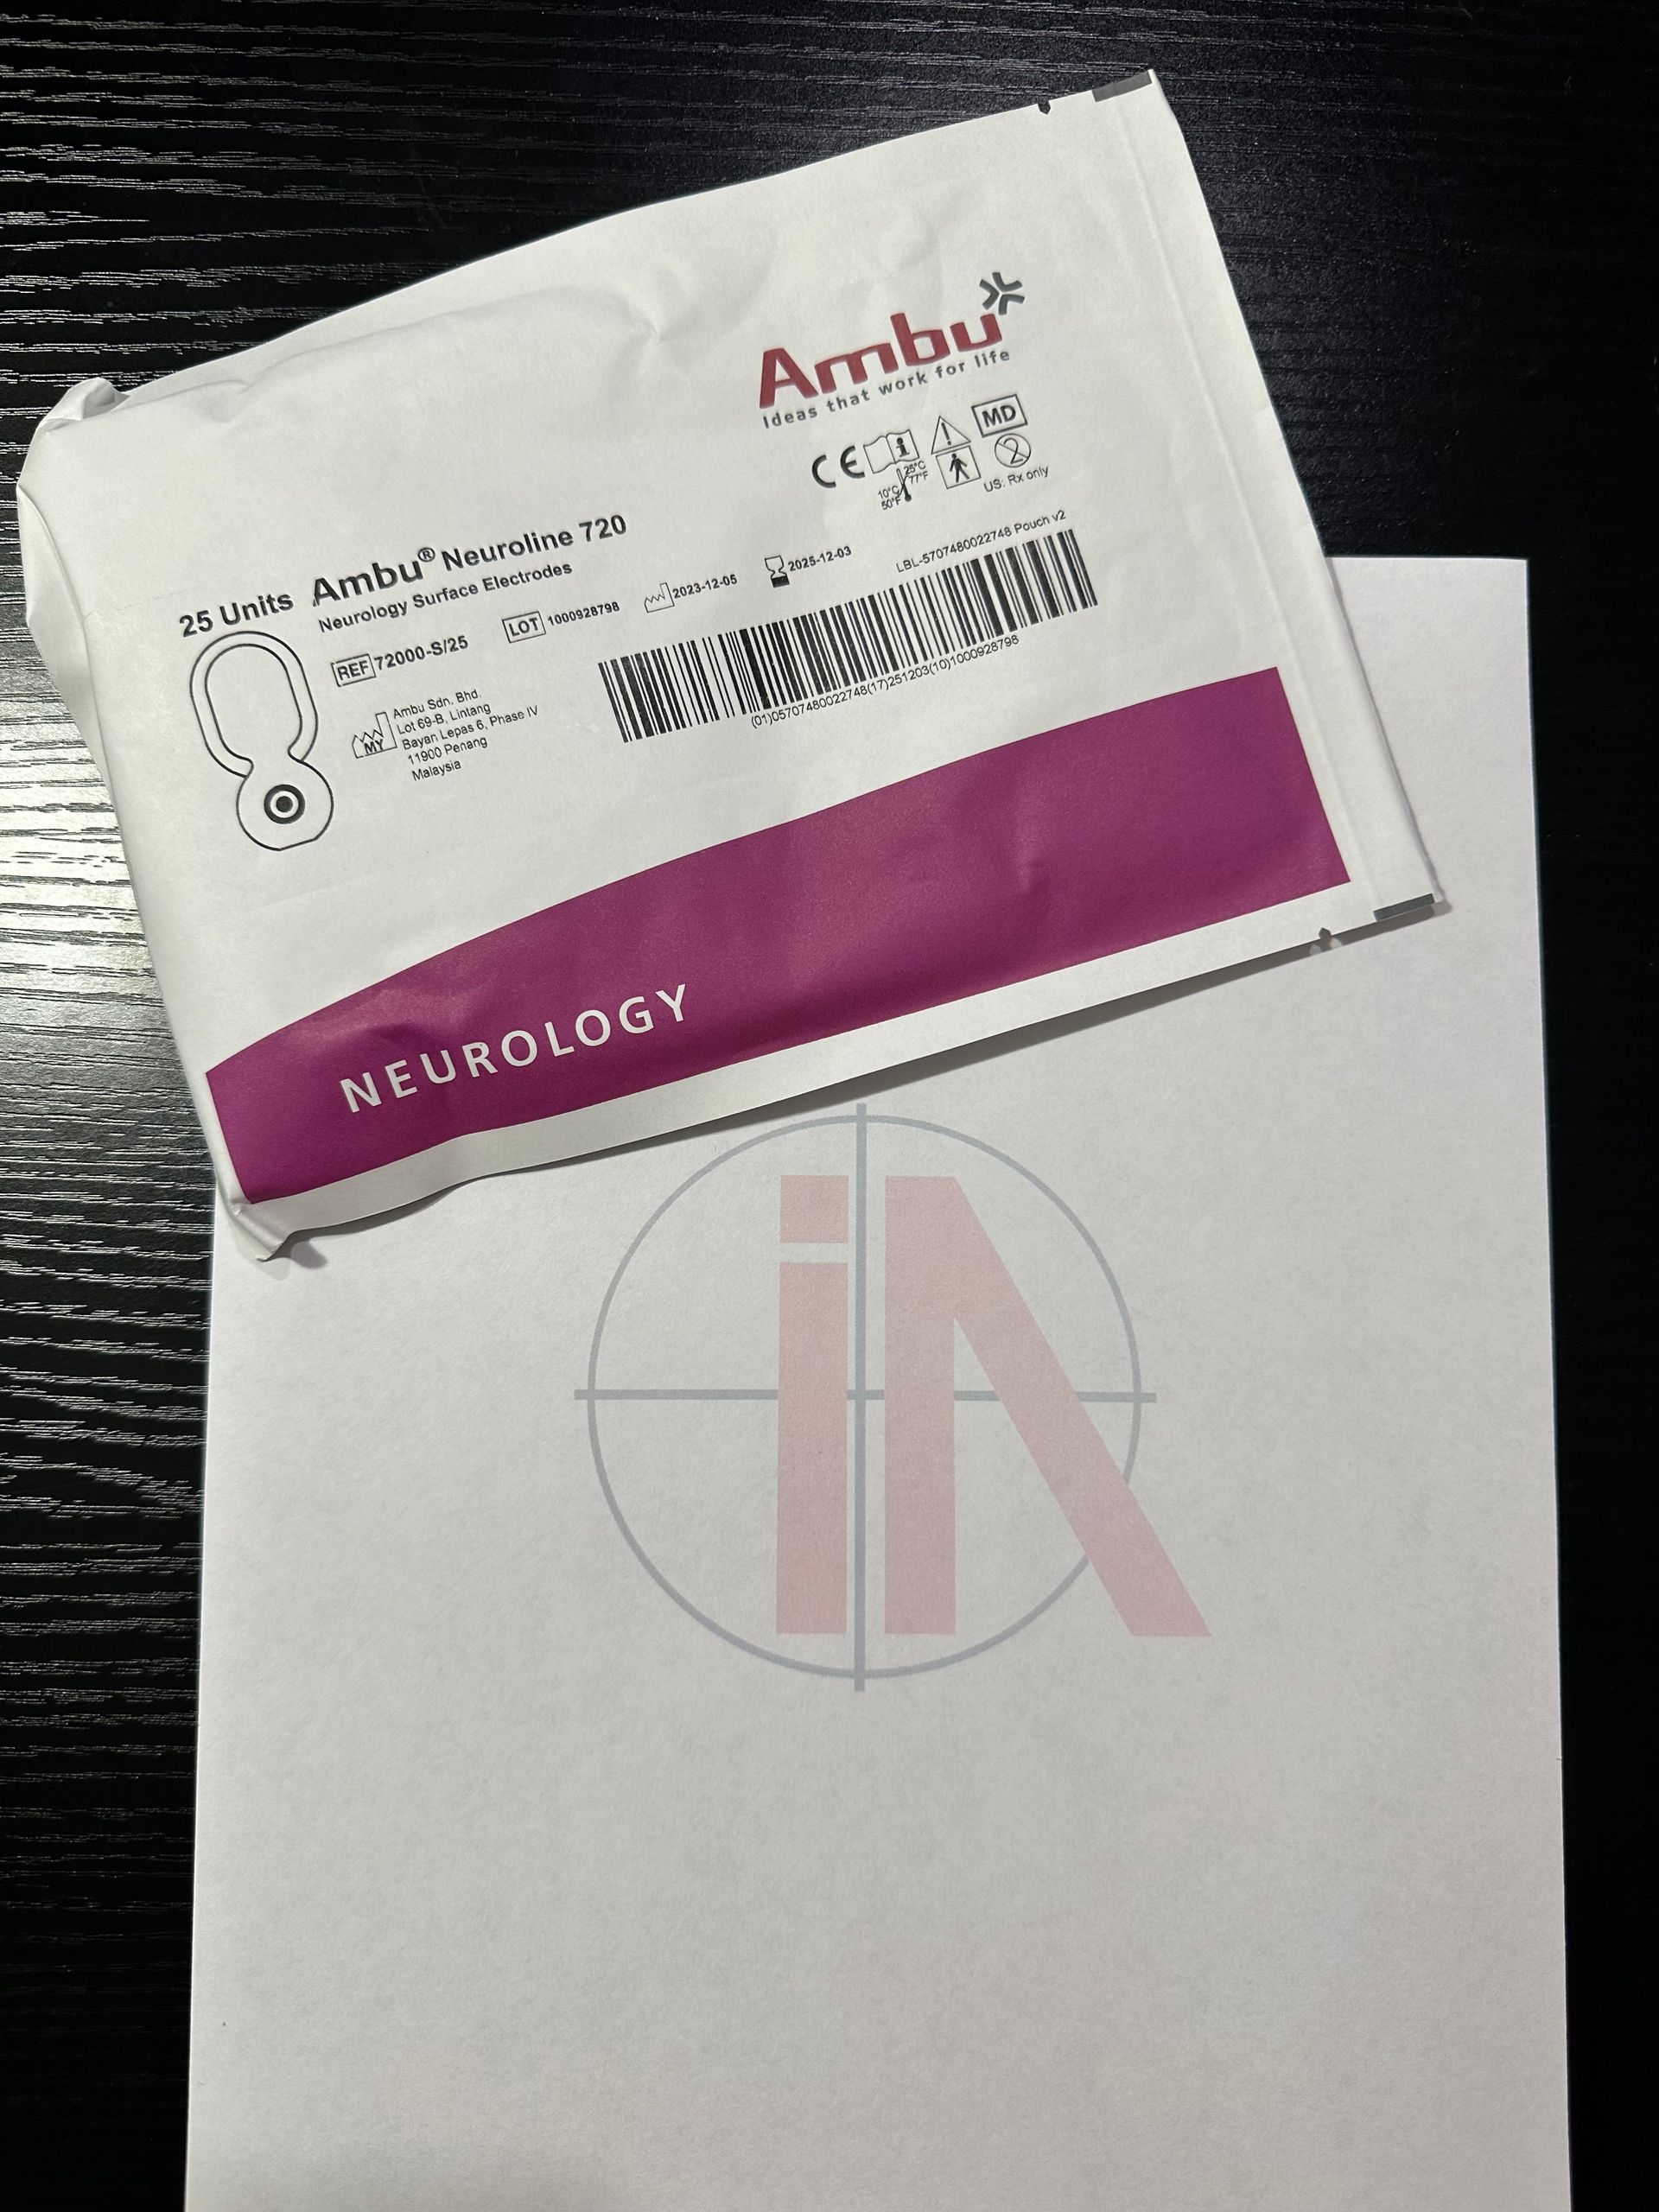 Ambu
Ideas that work for life
MD
10°C
50°F
25°C
77°F
2
US: Rx only
25 Units Ambu® Neuroline 720
Neurology Surface Electrodes
REF 72000-S/25
LOT 1000928798
2023-12-05
2025-12-03
LBL-5707480022748 Pouch v2
(01)05707480022748(17)251203(10)1000928798
MY
Ambu Sdn. Bhd.
Lot 69-B, Lintang
Bayan Lepas 6, Phase IV
11900 Penang
Malaysia
NEUROLOGY
iA